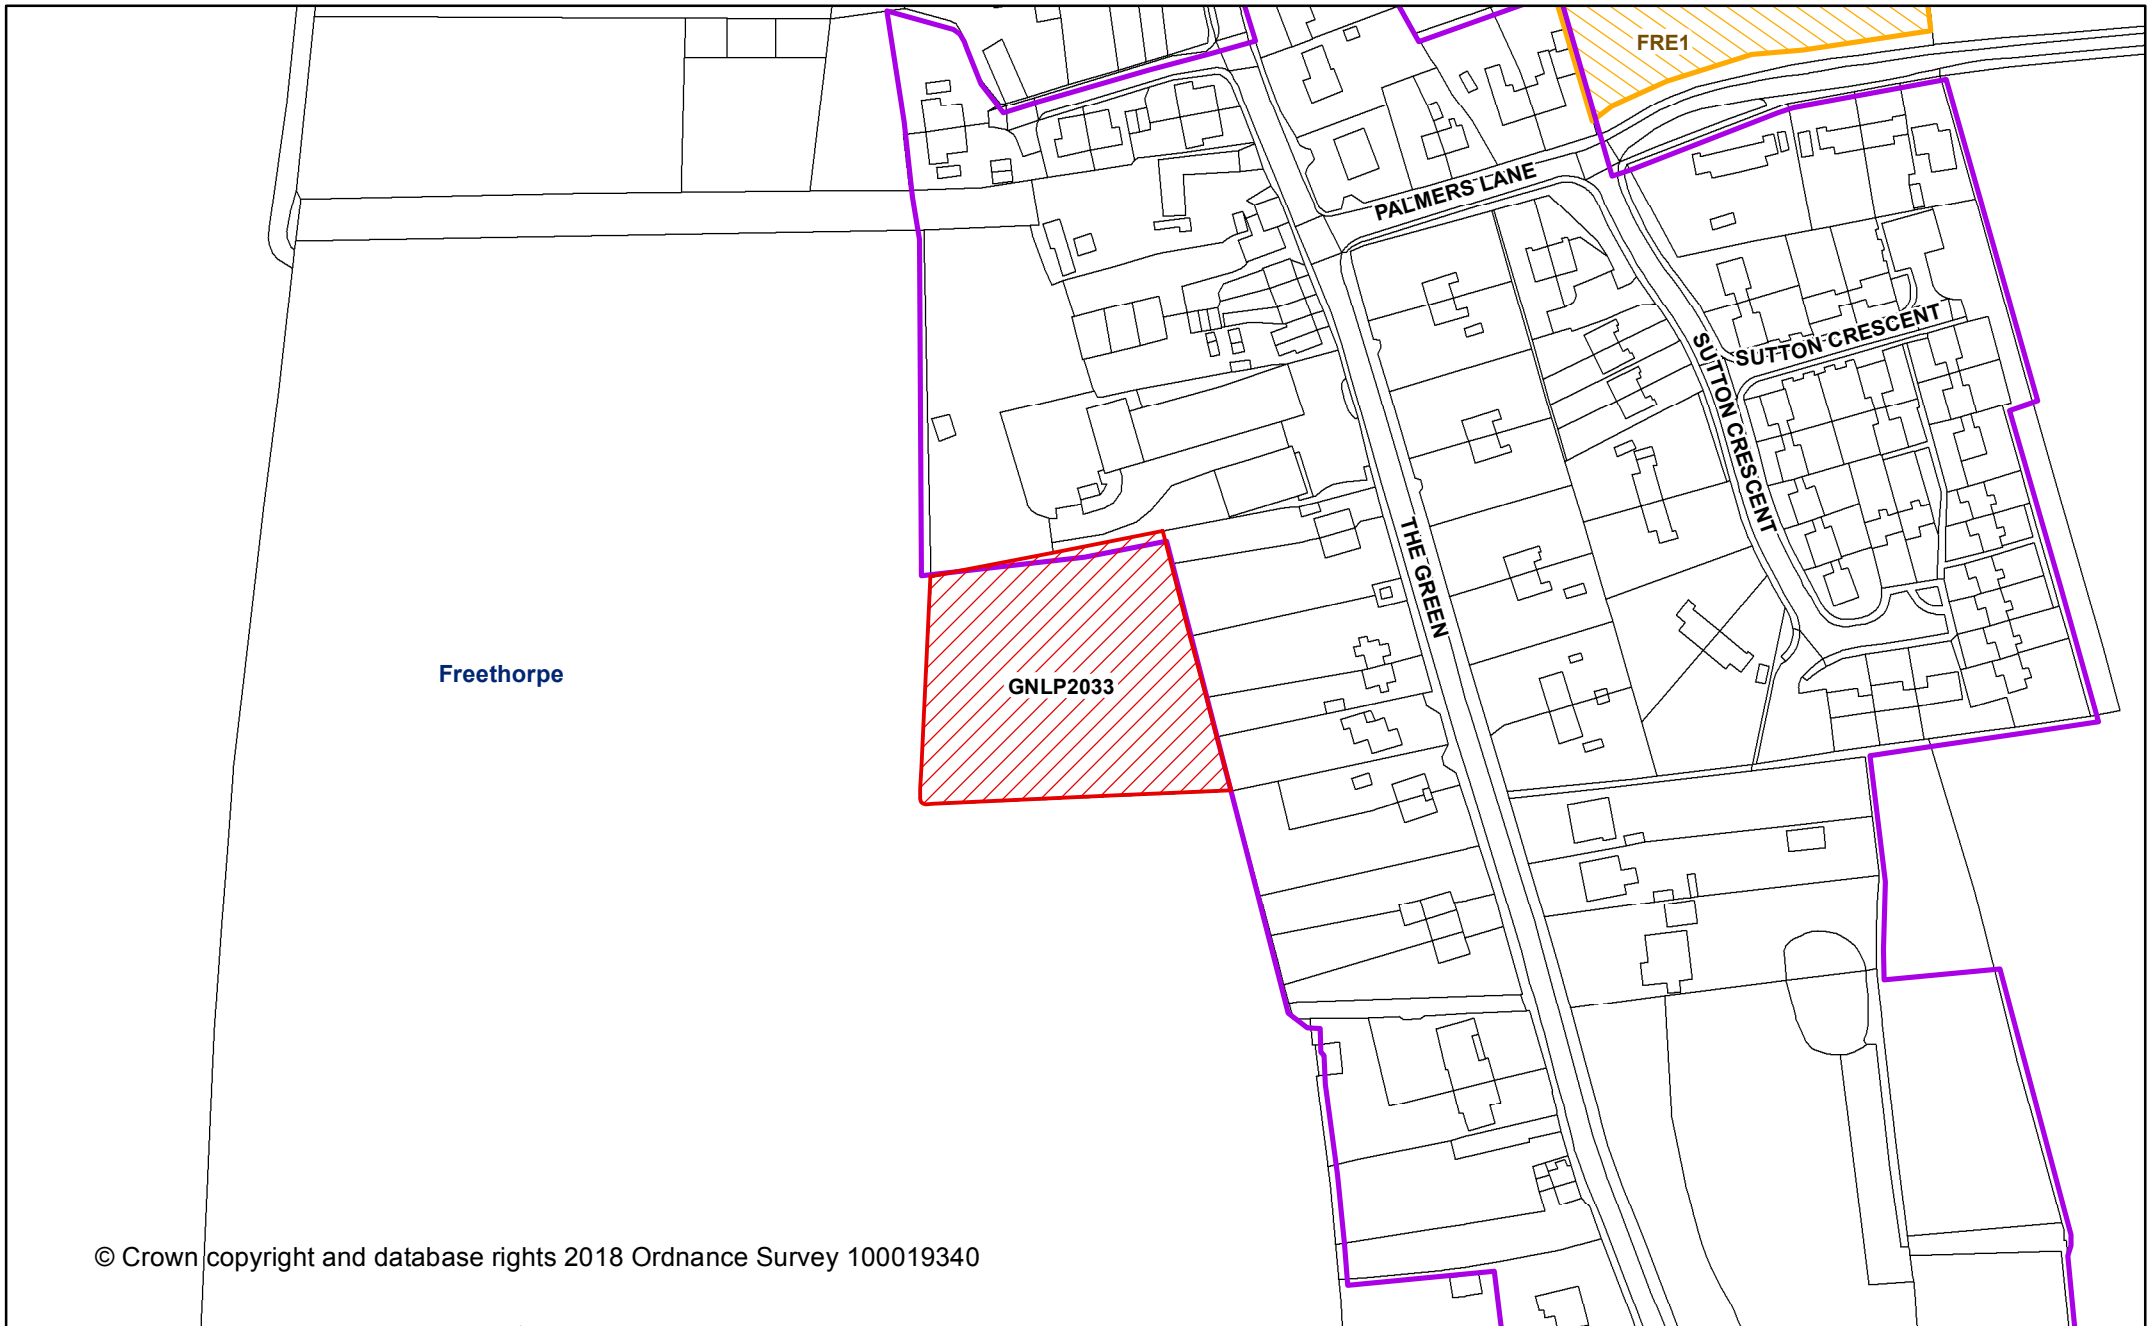 FRE1
PALMERS LANE
SUTTON CRESCENT
SUTTON CRESCENT
THE GREEN
Freethorpe
GNLP2033
© Crown copyright and database rights 2018 Ordnance Survey 100019340